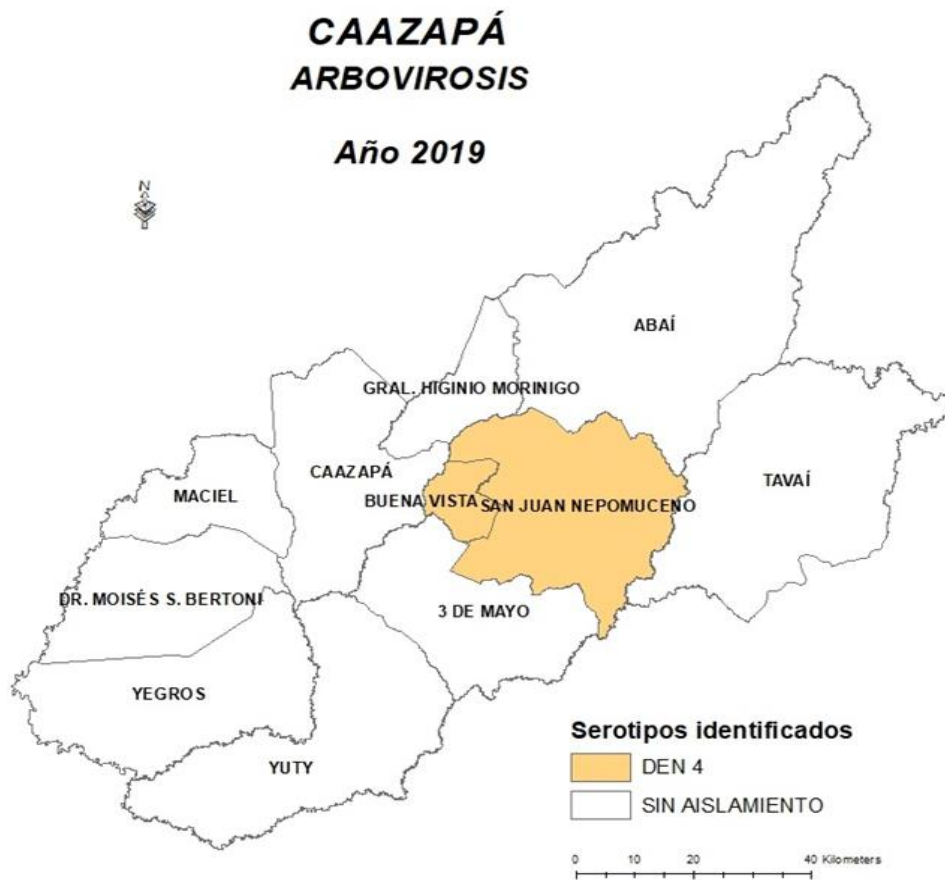 CAAZAPÁ
ARBOVIROSIS
Año 2019
N
ABAÍ
GRAL. HIGINIO MORINIGO
CAAZAPÁ
TAVAÍ
MACIEL
BUENA VISTA
SAN JUAN NEPOMUCENO
DR. MOISÉS S. BERTONI
3 DE MAYO
YEGROS
YUTY
Serotipos identificados
DEN 4
SIN AISLAMIENTO
0 10 20 40 Kilometers